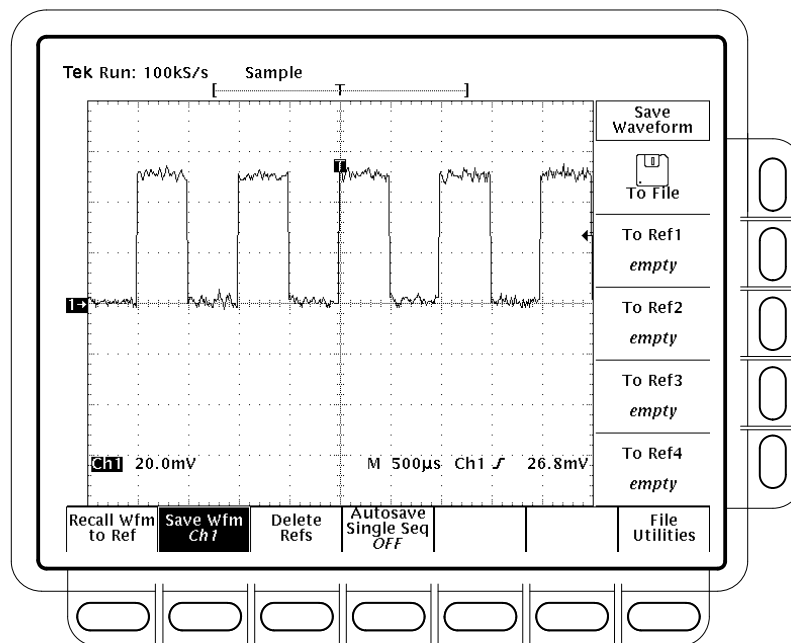 Tek Run: 100kS/s Sample
[ T ]
Save
Waveform
To File
To Ref1
empty
To Ref2
empty
To Ref3
empty
To Ref4
empty
1→
Ch1 20.0mV M 500µs Ch1 26.8mV
Recall Wfm
to Ref
Save Wfm
Ch1
Delete
Refs
Autosave
Single Seq
OFF
File
Utilities